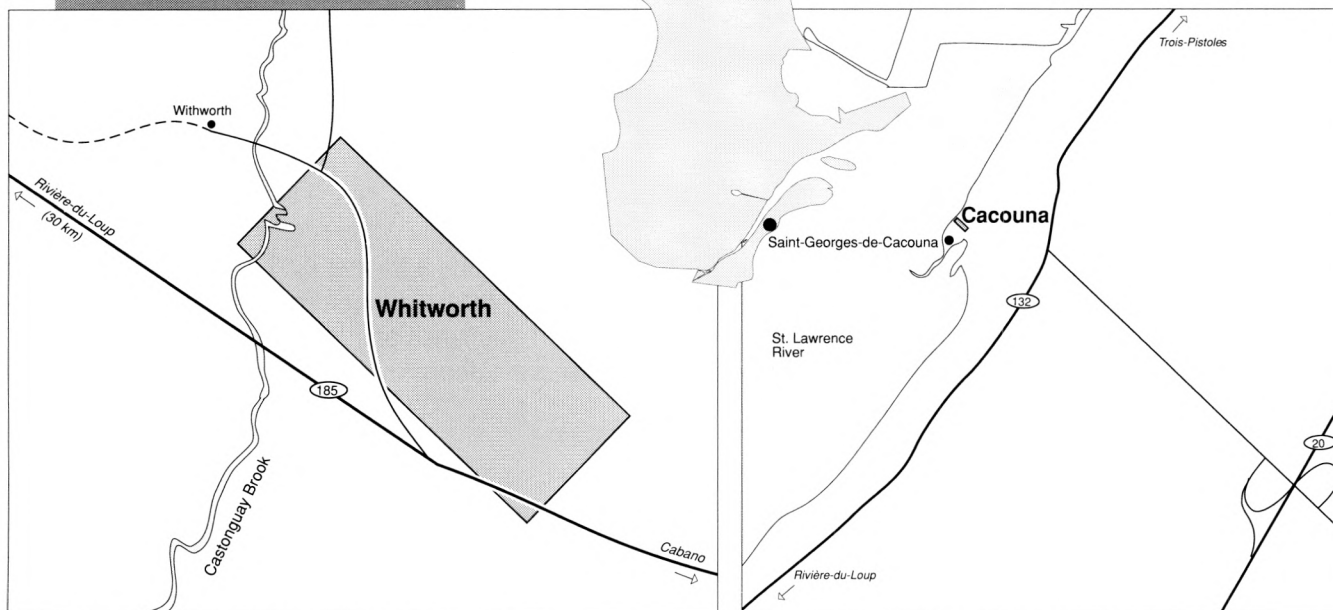 Withworth
Rivière-du-Loup
(30 km)
Whitworth
185
Castonguay Brook
Cabano
Trois-Pistoles
Cacouna
Saint-Georges-de-Cacouna
132
St. Lawrence
River
20
Rivière-du-Loup